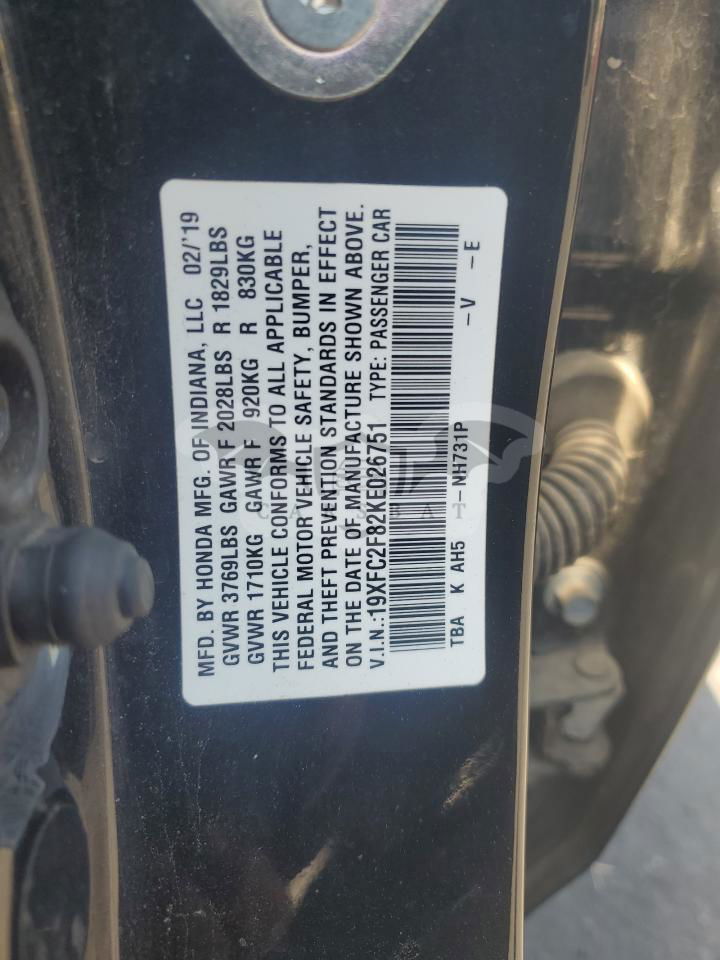 MFD. BY HONDA MFG. OF INDIANA, LLC 02/'19
GVWR 3769LBS GAWR F 2028LBS R 1829LBS
GVWR 1710KG GAWR F 920KG R 830KG
THIS VEHICLE CONFORMS TO ALL APPLICABLE
FEDERAL MOTOR VEHICLE SAFETY, BUMPER,
AND THEFT PREVENTION STANDARDS IN EFFECT
ON THE DATE OF MANUFACTURE SHOWN ABOVE.
V.I.N.:19XFC2F82KE026751 TYPE: PASSENGER CAR
TBA K AH5 T-NH731P -V -E